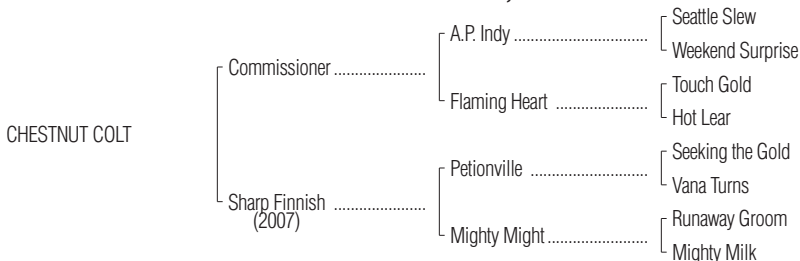 Seattle Slew
A.P. Indy ............................
Weekend Surprise
Commissioner ......................
Touch Gold
Flaming Heart ......................
Hot Lear
CHESTNUT COLT
Seeking the Gold
Petionville ............................
Vana Turns
Sharp Finnish ......................
(2007)
Runaway Groom
Mighty Might ........................
Mighty Milk